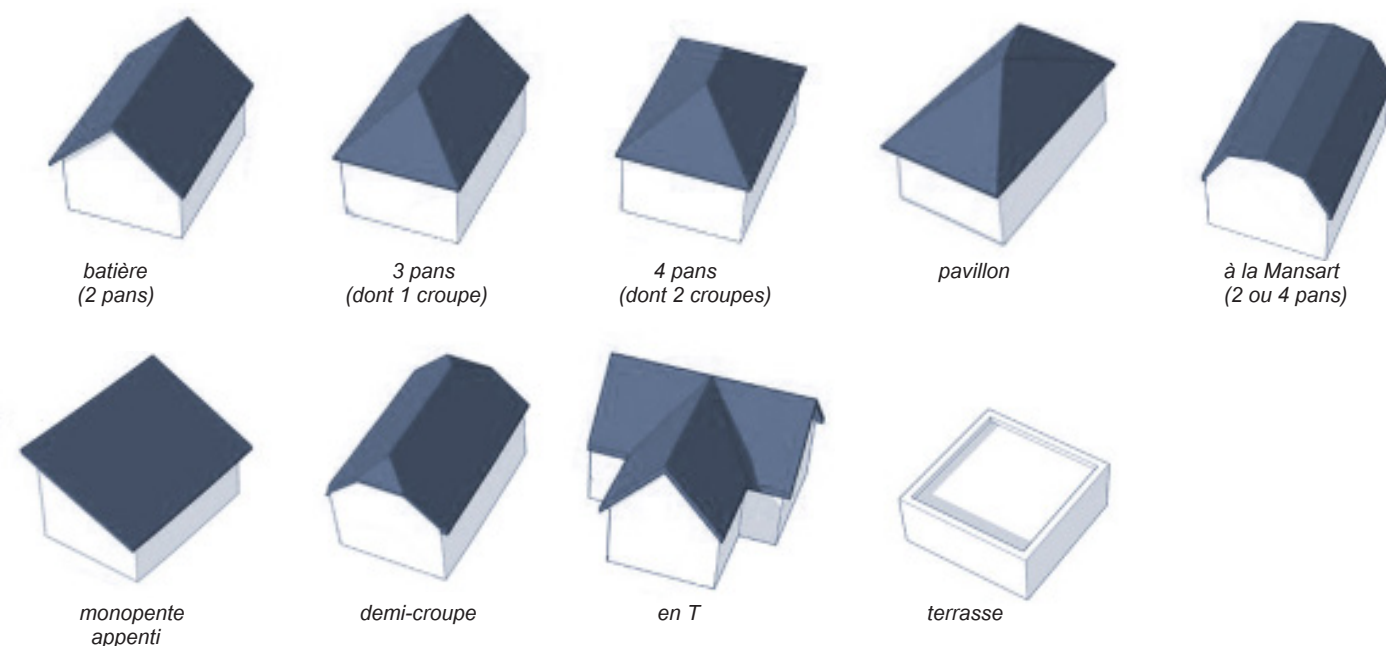 batière
(2 pans)
3 pans
(dont 1 croupe)
4 pans
(dont 2 croupes)
pavillon
à la Mansart
(2 ou 4 pans)
monopente
appenti
demi-croupe
en T
terrasse